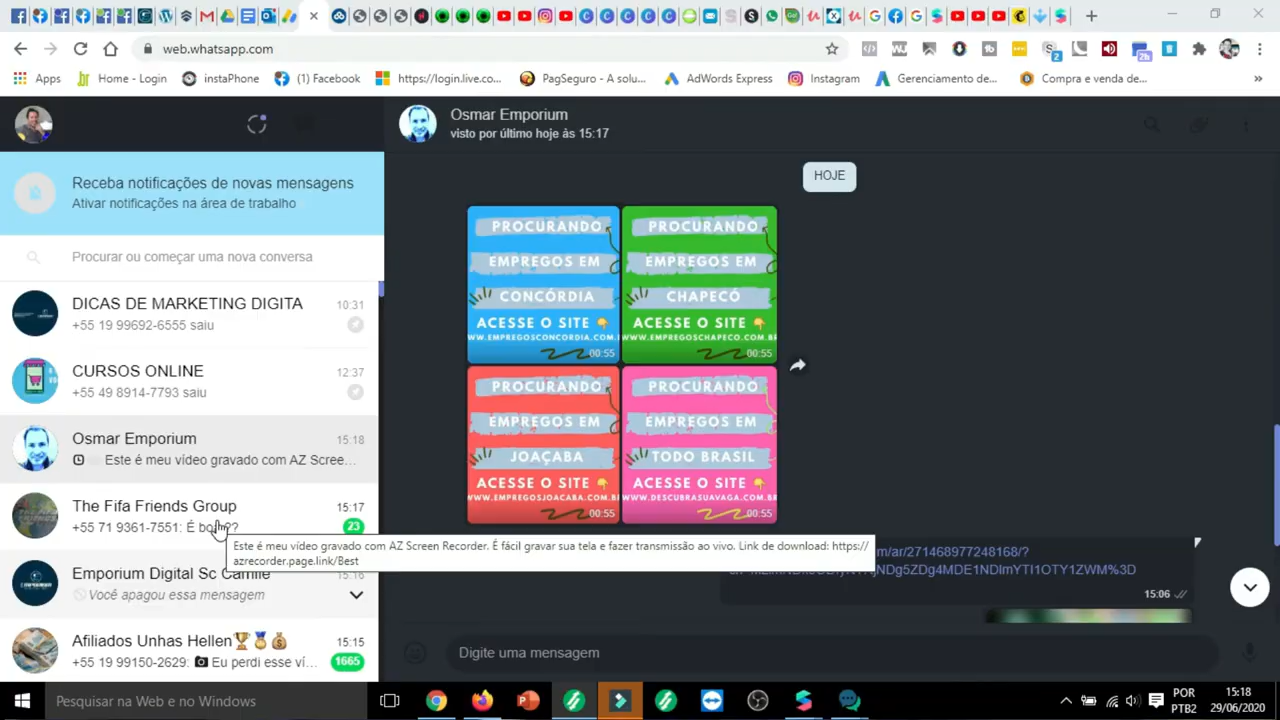 web.whatsapp.com
Apps
Home - Login
instaPhone
(1) Facebook
https://login.live.co...
PagSeguro - A solu...
AdWords Express
Instagram
Gerenciamento de...
Compra e venda de...
»
Osmar Emporium
visto por último hoje às 15:17
Receba notificações de novas mensagens
Ativar notificações na área de trabalho
Procurar ou começar uma nova conversa
DICAS DE MARKETING DIGITA
10:31
+55 19 99692-6555 saiu
CURSOS ONLINE
12:37
+55 49 8914-7793 saiu
Osmar Emporium
15:18
Este é meu vídeo gravado com AZ Scree...
The Fifa Friends Group
15:17
+55 71 9361-7551: É bo
??
23
Este é meu vídeo gravado com AZ Screen Recorder. É fácil gravar sua tela e fazer transmissão ao vivo. Link de download: https://
azrecorder.page.link/Best
Emporium Digital Sc Camile
15:16
Você apagou essa mensagem
Afiliados Unhas Hellen🏆🏅💰
15:15
+55 19 99150-2629: 📷 Eu perdi esse ví...
1665
HOJE
PROCURANDO
EMPREGOS EM
CONCÓRDIA
ACESSE O SITE 👇
WWW.EMPREGOSCONCORDIA.COM.
00:55
PROCURANDO
EMPREGOS EM
CHAPECÓ
ACESSE O SITE 👇
WWW.EMPREGOSCHAPECO.COM.BR
00:55
PROCURANDO
EMPREGOS EM
JOAÇABA
ACESSE O SITE 👇
WWW.EMPREGOSJOACABA.COM.BR
00:55
PROCURANDO
EMPREGOS EM
TODO BRASIL
ACESSE O SITE 👇
WWW.DESCUBRASUAVAGA.COM.BR
00:55
m/ar/271468977248168/?
15:06
Digite uma mensagem
Pesquisar na Web e no Windows
POR
PTB2
15:18
29/06/2020